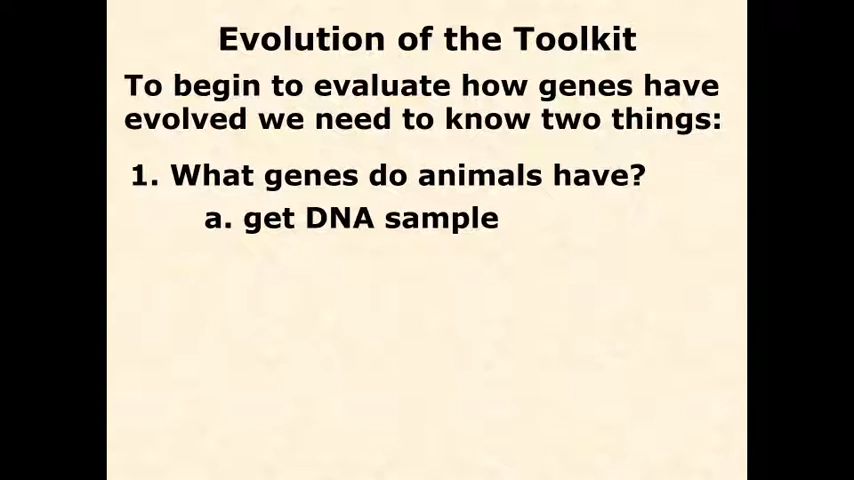 Evolution of the Toolkit
To begin to evaluate how genes have
evolved we need to know two things:
1. What genes do animals have?
a. get DNA sample